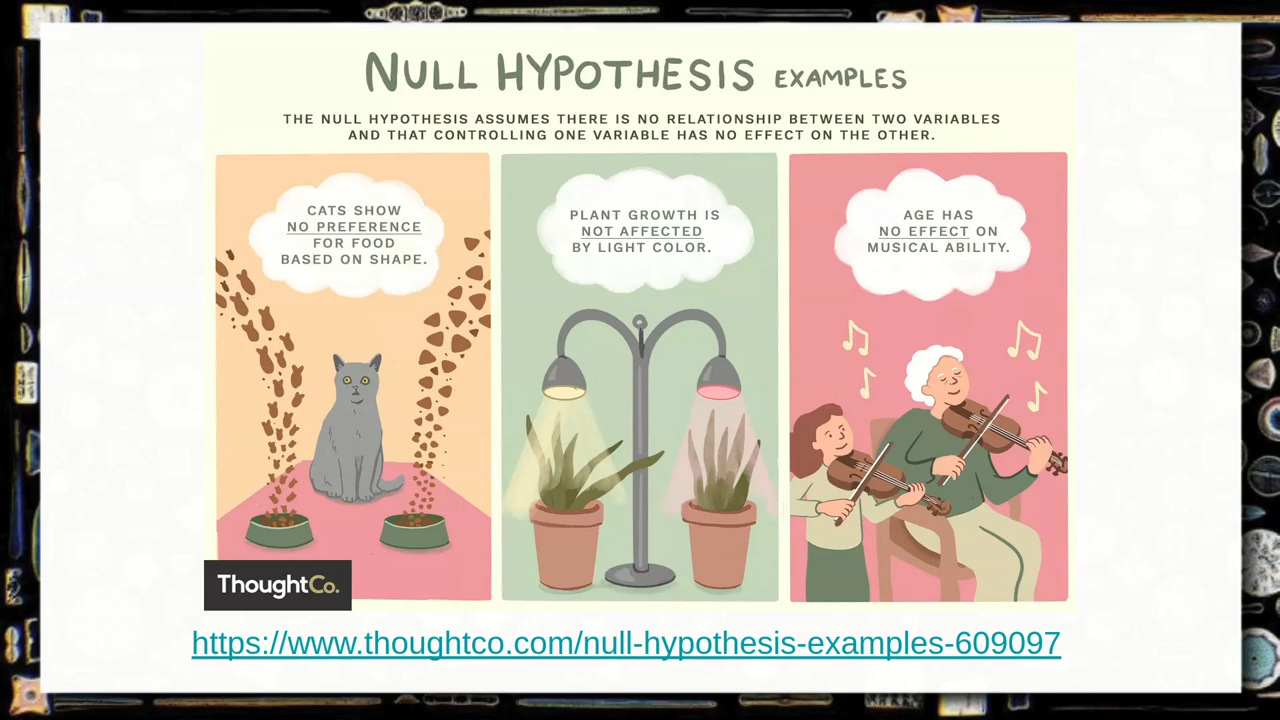 NULL HYPOTHESIS EXAMPLES
THE NULL HYPOTHESIS ASSUMES THERE IS NO RELATIONSHIP BETWEEN TWO VARIABLES
AND THAT CONTROLLING ONE VARIABLE HAS NO EFFECT ON THE OTHER.
CATS SHOW
NO PREFERENCE
FOR FOOD
BASED ON SHAPE.
PLANT GROWTH IS
NOT AFFECTED
BY LIGHT COLOR.
AGE HAS
NO EFFECT ON
MUSICAL ABILITY.
ThoughtCo.
https://www.thoughtco.com/null-hypothesis-examples-609097